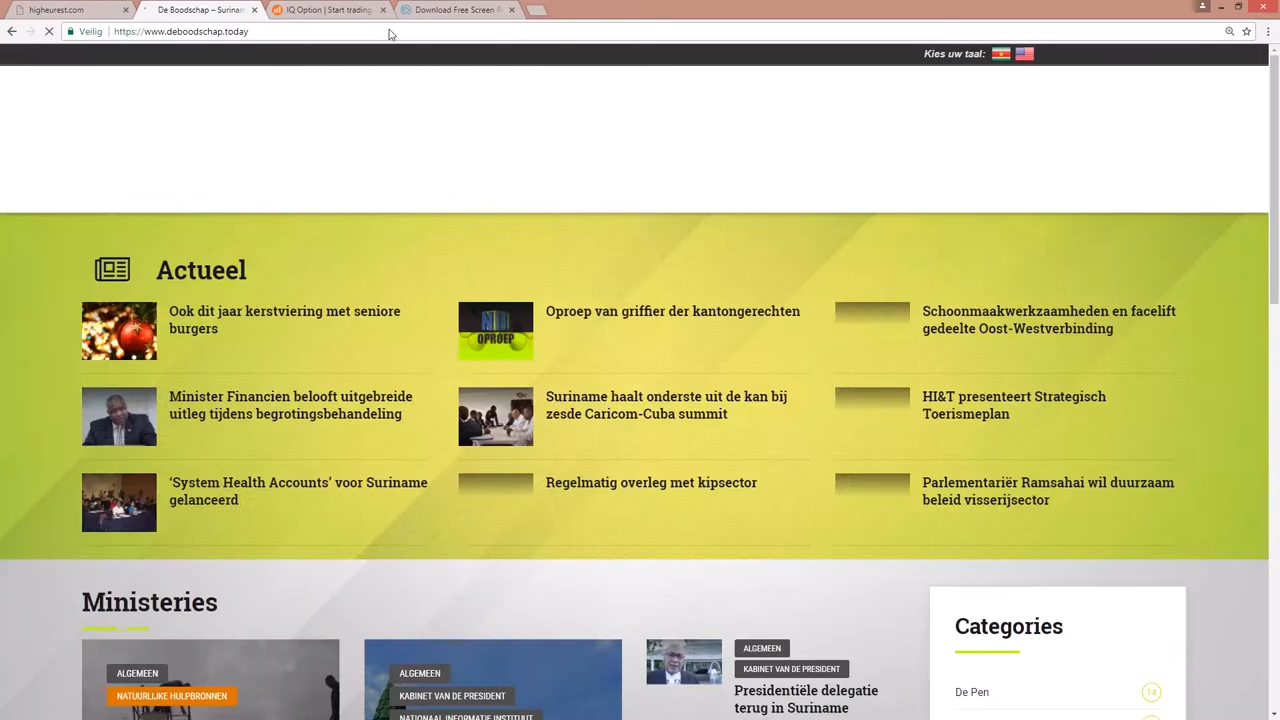 higheurest.com
De Boodschap – Surinam
IQ Option | Start trading
Download Free Screen R
Veilig
https://www.deboodschap.today
Kies uw taal:
Actueel
Ook dit jaar kerstviering met seniore
burgers
Oproep van griffier der kantongerechten
OPROEP
Schoonmaakwerkzaamheden en facelift
gedeelte Oost-Westverbinding
Minister Financien belooft uitgebreide
uitleg tijdens begrotingsbehandeling
Suriname haalt onderste uit de kan bij
zesde Caricom-Cuba summit
HI&T presenteert Strategisch
Toerismeplan
‘System Health Accounts’ voor Suriname
gelanceerd
Regelmatig overleg met kipsector
Parlementariër Ramsahai wil duurzaam
beleid visserijsector
Ministeries
ALGEMEEN
NATUURLIJKE HULPBRONNEN
ALGEMEEN
KABINET VAN DE PRESIDENT
NATIONAAL INFORMATIE INSTITUUT
ALGEMEEN
KABINET VAN DE PRESIDENT
Presidentiële delegatie
terug in Suriname
Categories
De Pen
14